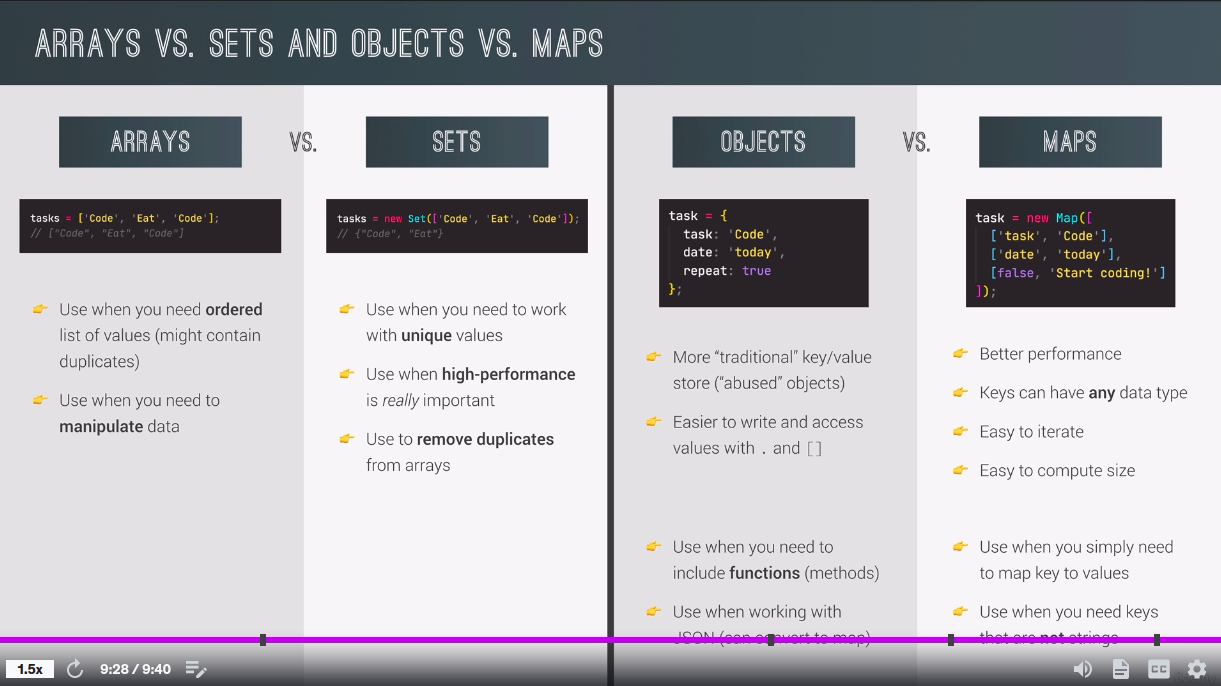 ARRAYS VS. SETS AND OBJECTS VS. MAPS
ARRAYS
VS.
SETS
tasks = ['Code', 'Eat', 'Code'];
// ["Code", "Eat", "Code"]
tasks = new Set(['Code', 'Eat', 'Code']);
// {"Code", "Eat"}
👉 Use when you need ordered
list of values (might contain
duplicates)
👉 Use when you need to
manipulate data
👉 Use when you need to work
with unique values
👉 Use when high-performance
is really important
👉 Use to remove duplicates
from arrays
OBJECTS
VS.
MAPS
task = {
task: 'Code',
date: 'today',
repeat: true
};
task = new Map([
['task', 'Code'],
['date', 'today'],
[false, 'Start coding!']
]);
👉 More “traditional” key/value
store (“abused” objects)
👉 Easier to write and access
values with . and []
👉 Use when you need to
include functions (methods)
👉 Use when working with
JSON (can convert to map)
👉 Better performance
👉 Keys can have any data type
👉 Easy to iterate
👉 Easy to compute size
👉 Use when you simply need
to map key to values
👉 Use when you need keys
that are not strings
1.5x
9:28 / 9:40
CC